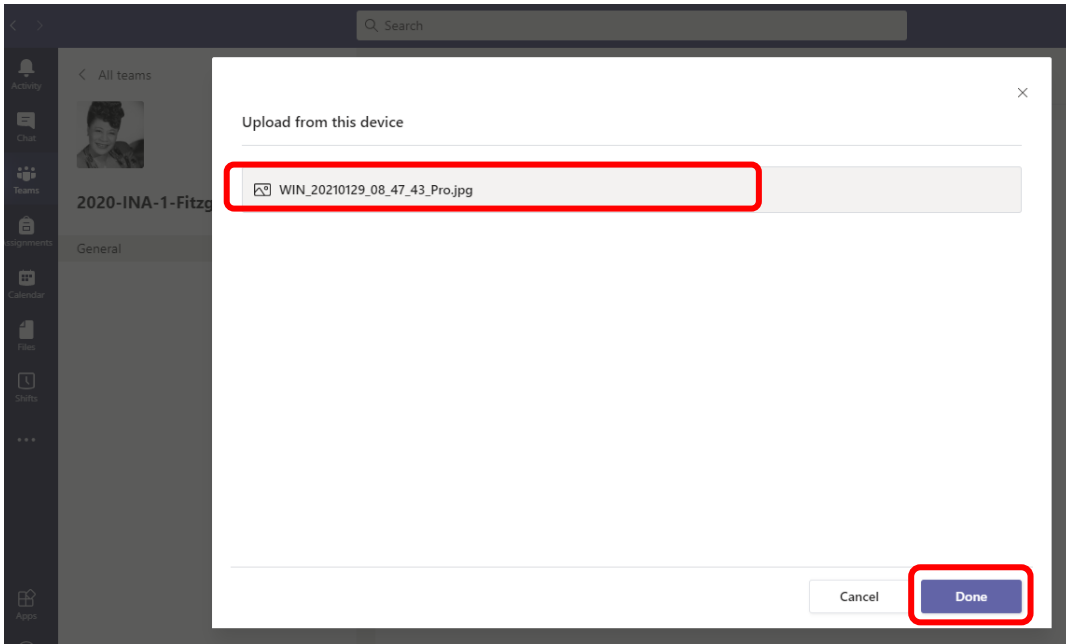 Search
Activity
Chat
Teams
Assignments
Calendar
Files
Shifts
Apps
All teams
2020-INA-1-Fitzg
General
Upload from this device
WIN_20210129_08_47_43_Pro.jpg
Cancel
Done